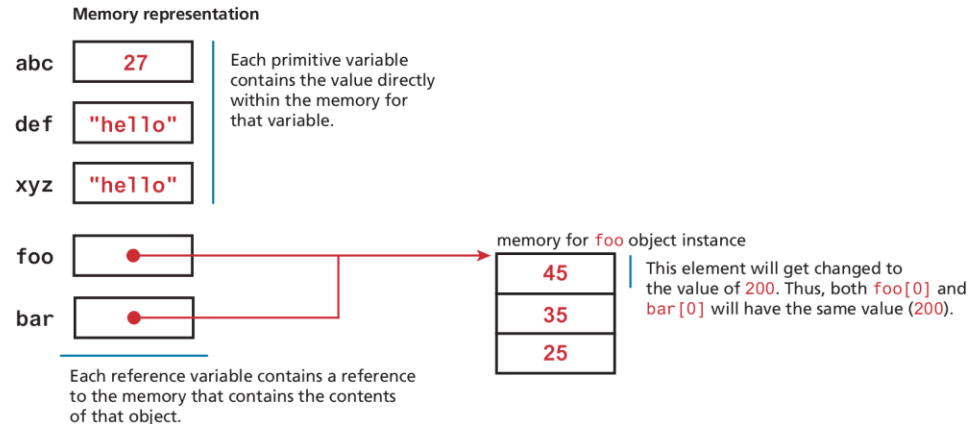 Memory representation
abc
27
Each primitive variable
contains the value directly
within the memory for
that variable.
def
"hello"
xyz
"hello"
foo
bar
memory for foo object instance
45
35
25
This element will get changed to
the value of 200. Thus, both foo[0] and
bar[0] will have the same value (200).
Each reference variable contains a reference
to the memory that contains the contents
of that object.